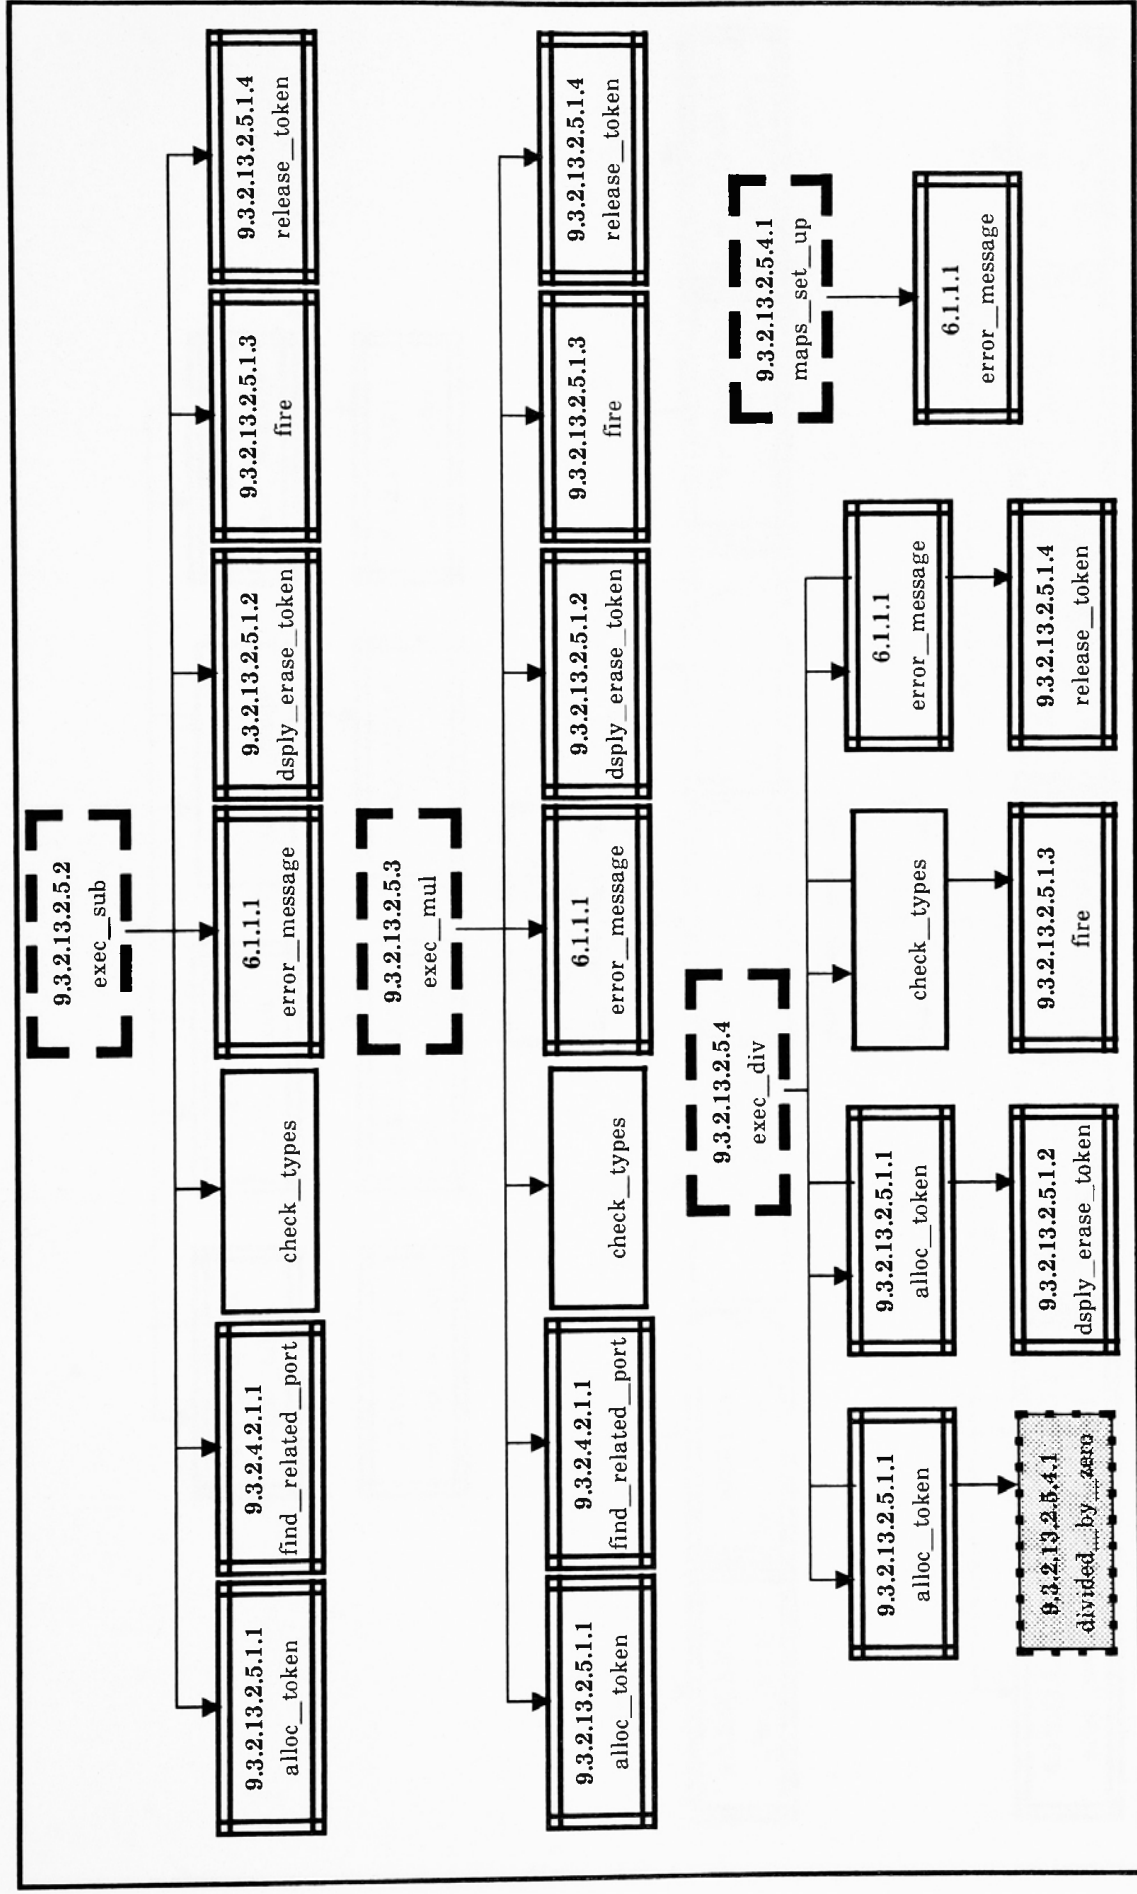 9.3.2.13.2.5.2
exec__sub
9.3.2.13.2.5.1.1
alloc__token
9.3.2.4.2.1.1
find__related__port
check__types
6.1.1.1
error__message
9.3.2.13.2.5.1.2
dsply__erase__token
9.3.2.13.2.5.1.3
fire
9.3.2.13.2.5.1.4
release__token
9.3.2.13.2.5.3
exec__mul
9.3.2.13.2.5.1.1
alloc__token
9.3.2.4.2.1.1
find__related__port
check__types
6.1.1.1
error__message
9.3.2.13.2.5.1.2
dsply__erase__token
9.3.2.13.2.5.1.3
fire
9.3.2.13.2.5.1.4
release__token
9.3.2.13.2.5.4
exec__div
9.3.2.13.2.5.1.1
alloc__token
9.3.2.13.2.5.1.1
alloc__token
check__types
6.1.1.1
error__message
9.3.2.13.2.5.4.1
divided__by__zero
9.3.2.13.2.5.1.2
dsply__erase__token
9.3.2.13.2.5.1.3
fire
9.3.2.13.2.5.1.4
release__token
9.3.2.13.2.5.4.1
maps__set__up
6.1.1.1
error__message